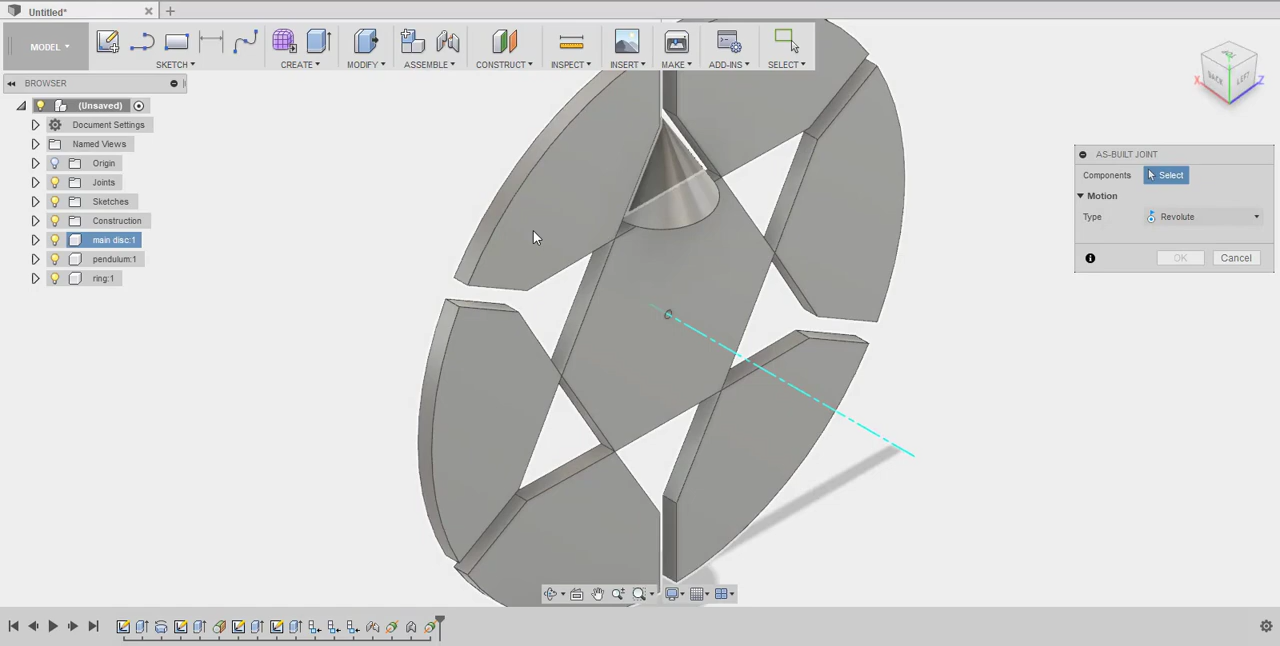 Untitled*
MODEL
SKETCH
CREATE
MODIFY
ASSEMBLE
CONSTRUCT
INSPECT
INSERT
MAKE
ADD-INS
SELECT
BACK
LEFT
X
Z
BROWSER
(Unsaved)
Document Settings
Named Views
Origin
Joints
Sketches
Construction
main disc:1
pendulum:1
ring:1
AS-BUILT JOINT
Components Select
Motion
Type Revolute
OK Cancel